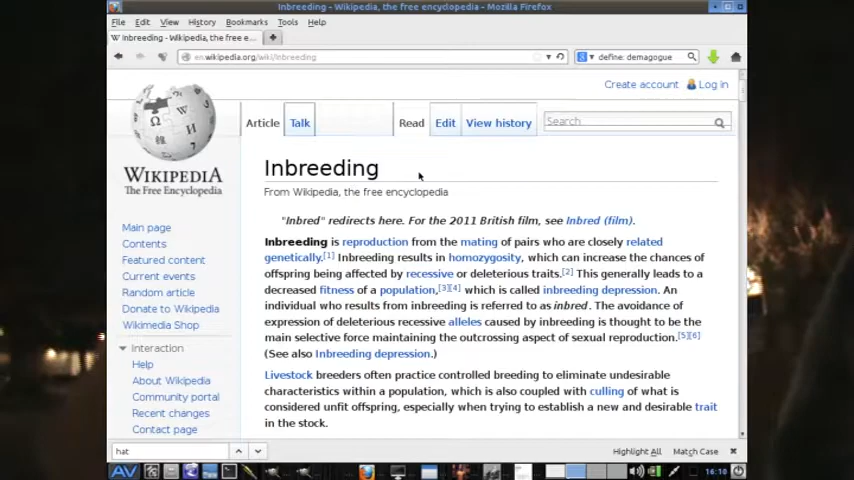 Inbreeding - Wikipedia, the free encyclopedia - Mozilla Firefox
File Edit View History Bookmarks Tools Help
W Inbreeding - Wikipedia, the free e...
en.wikipedia.org/wiki/Inbreeding
define: demagogue
Create account Log in
Article Talk Read Edit View history Search
WIKIPEDIA
The Free Encyclopedia
Main page
Contents
Featured content
Current events
Random article
Donate to Wikipedia
Wikimedia Shop
Interaction
Help
About Wikipedia
Community portal
Recent changes
Contact page
Inbreeding
From Wikipedia, the free encyclopedia
"Inbred" redirects here. For the 2011 British film, see Inbred (film).
Inbreeding is reproduction from the mating of pairs who are closely related
genetically.[1] Inbreeding results in homozygosity, which can increase the chances of
offspring being affected by recessive or deleterious traits.[2] This generally leads to a
decreased fitness of a population,[3][4] which is called inbreeding depression. An
individual who results from inbreeding is referred to as inbred. The avoidance of
expression of deleterious recessive alleles caused by inbreeding is thought to be the
main selective force maintaining the outcrossing aspect of sexual reproduction.[5][6]
(See also Inbreeding depression.)
Livestock breeders often practice controlled breeding to eliminate undesirable
characteristics within a population, which is also coupled with culling of what is
considered unfit offspring, especially when trying to establish a new and desirable trait
in the stock.
hat Highlight All Match Case
AV 16:10